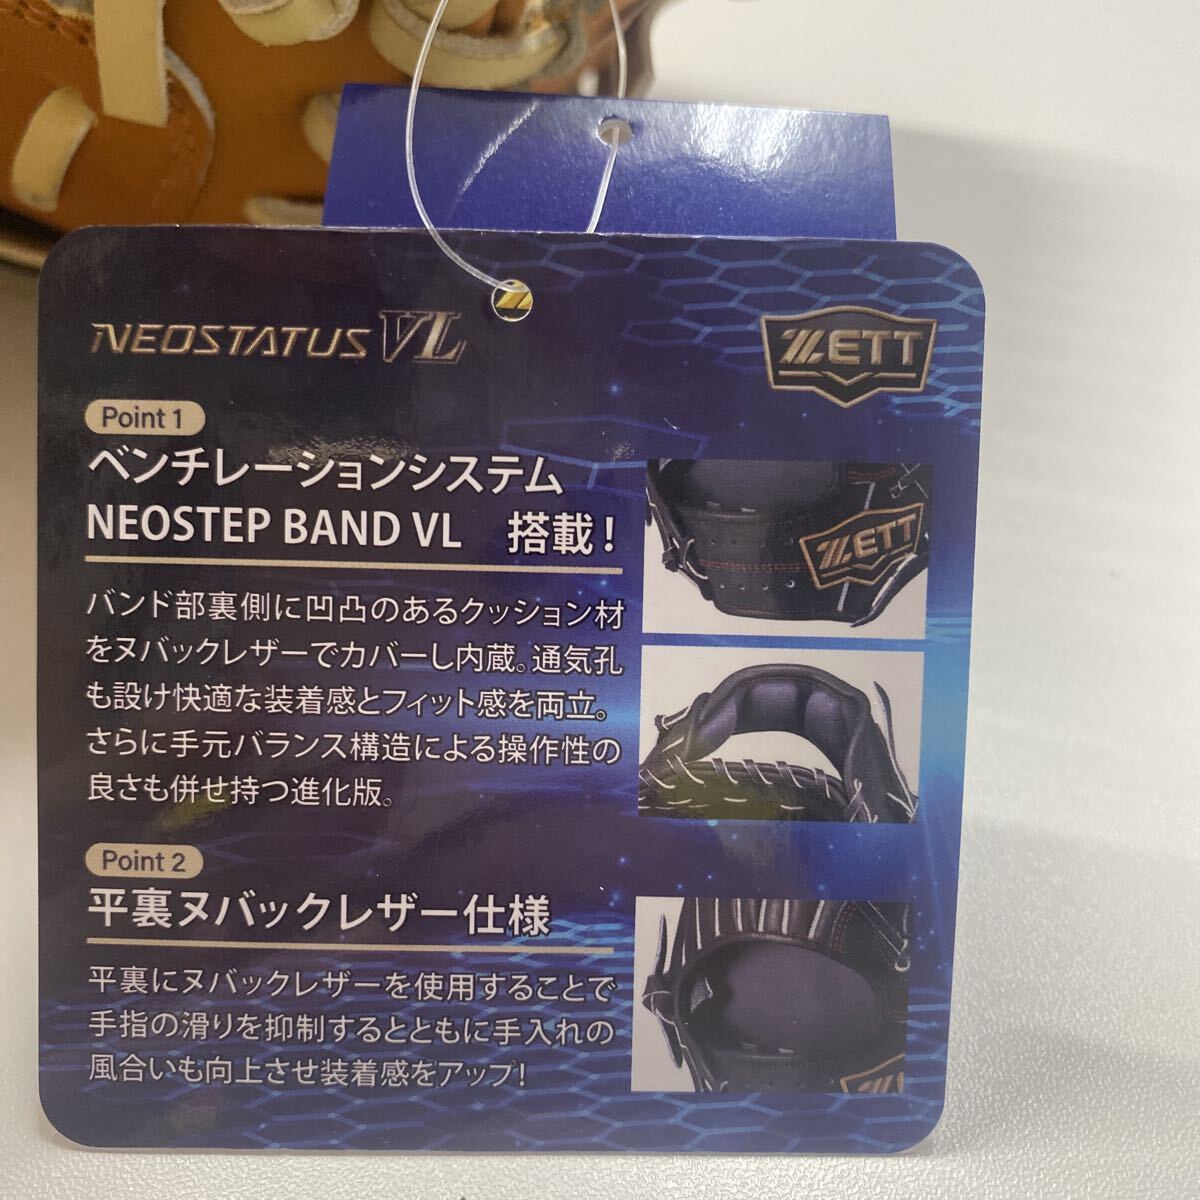 NEOSTATUS VL
ZETT
Point 1
ベンチレーションシステム
NEOSTEP BAND VL 搭載！
バンド部裏側に凹凸のあるクッション材
をヌバックレザーでカバーし内蔵。通気孔
も設け快適な装着感とフィット感を両立。
さらに手元バランス構造による操作性の
良さも併せ持つ進化版。
ZETT
Point 2
平裏ヌバックレザー仕様
平裏にヌバックレザーを使用することで
手指の滑りを抑制するとともに手入れの
風合いも向上させ装着感をアップ！